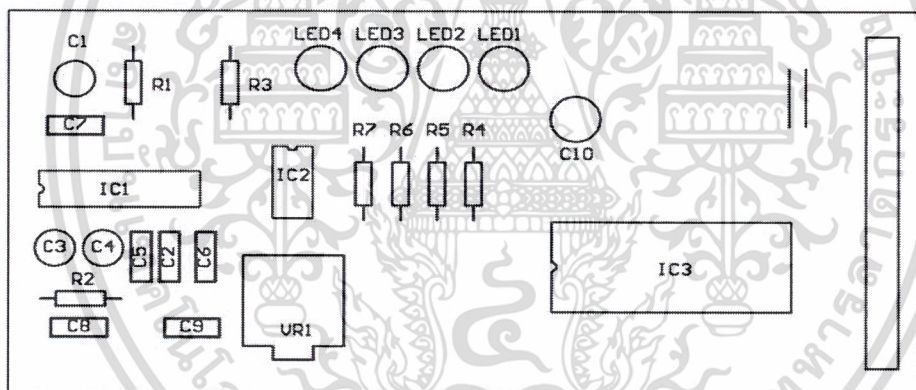 LED4 LED3 LED2 LED1
C1
R1
R3
C7
R7 R6 R5 R4
C10
IC2
IC1
C3 C4 C5 C2 C6
IC3
R2
C8 C9
VR1